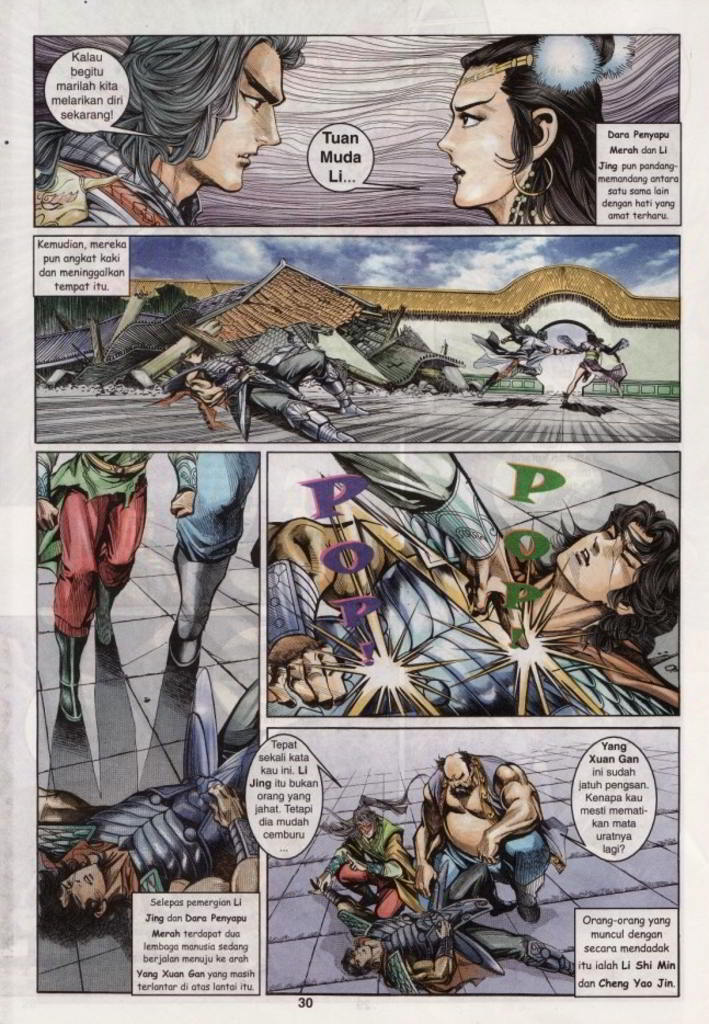 Kalau
begitu
marilah kita
melarikan diri
sekarang!
Tuan
Muda
Li...
Dara Penyapu
Merah dan Li
Jing pun pandang-
memandang antara
satu sama lain
dengan hati yang
amat terharu.
Kemudian, mereka
pun angkat kaki
dan meninggalkan
tempat itu.
POP
POP!
POP
POP!
Selepas pemergian Li
Jing dan Dara Penyapu
Merah terdapat dua
lembaga manusia sedang
berjalan menuju ke arah
Yang Xuan Gan yang masih
terlantar di atas lantai itu.
Tepat
sekali kata
kau ini. Li
Jing itu bukan
orang yang
jahat. Tetapi
dia mudah
cemburu
...
Yang
Xuan Gan
ini sudah
jatuh pengsan.
Kenapa kau
mesti memati-
kan mata
uratnya
lagi?
Orang-orang yang
muncul dengan
secara mendadak
itu ialah Li Shi Min
dan Cheng Yao Jin.
30